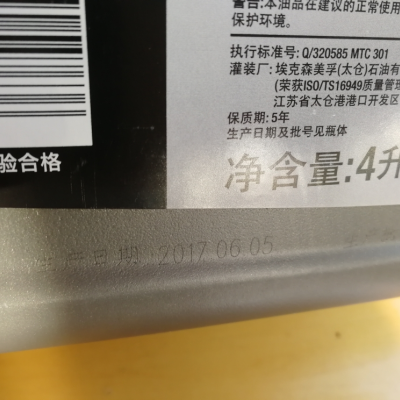 警告:本油品在建议的正常使用
保护环境。
执行标准号: Q/320585 MTC 301
灌装厂: 埃克森美孚(太仓)石油有
(荣获ISO/TS16949质量管理
江苏省太仓港港口开发区
保质期: 5年
生产日期及批号见瓶体
验合格
净含量:4升
生产日期 2017 06 05